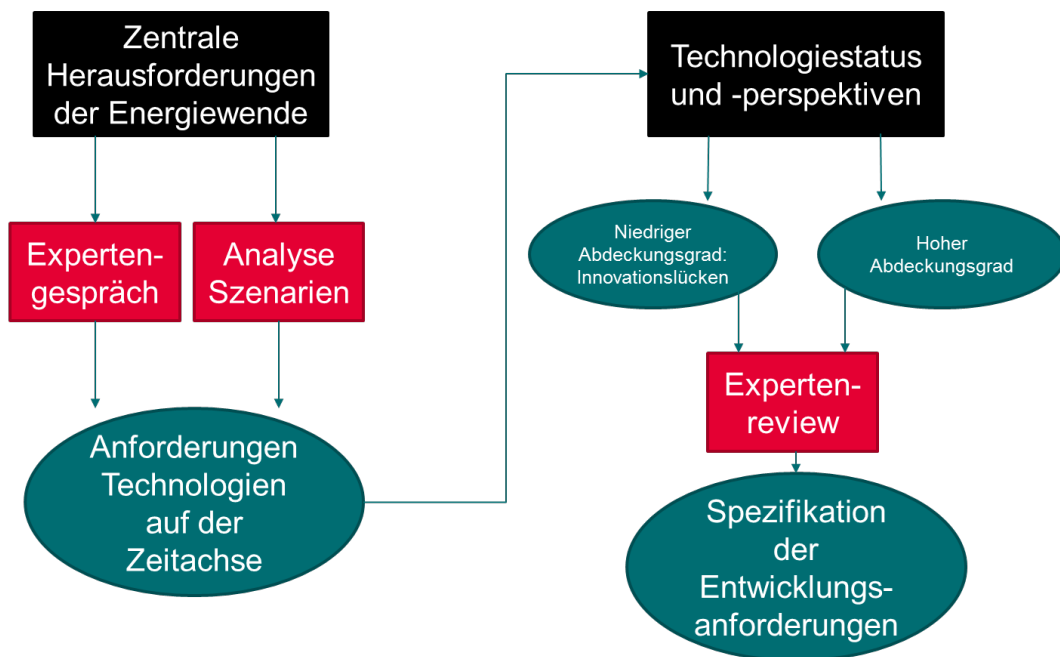 Zentrale
Herausforderungen
der Energiewende
Experten-
gespräch
Analyse
Szenarien
Anforderungen
Technologien
auf der
Zeitachse
Technologiestatus
und -perspektiven
Niedriger
Abdeckungsgrad:
Innovationslücken
Hoher
Abdeckungsgrad
Experten-
review
Spezifikation
der
Entwicklungs-
anforderungen